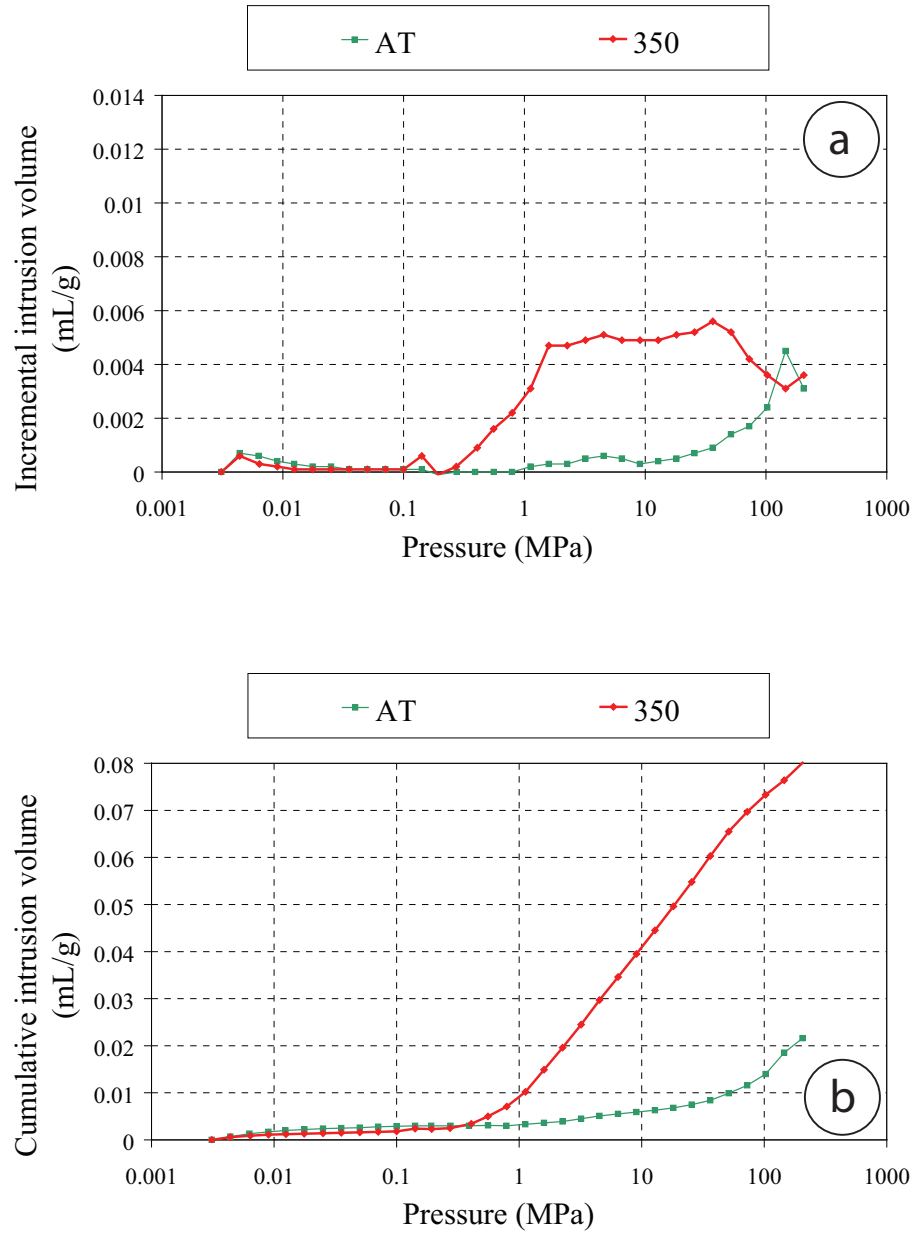 AT 350
0.014
0.012
0.01
0.008
0.006
0.004
0.002
0
Incremental intrusion volume
(mL/g)
a
0.001 0.01 0.1 1 10 100 1000
Pressure (MPa)
AT 350
0.08
0.07
0.06
0.05
0.04
0.03
0.02
0.01
0
Cumulative intrusion volume
(mL/g)
b
0.001 0.01 0.1 1 10 100 1000
Pressure (MPa)